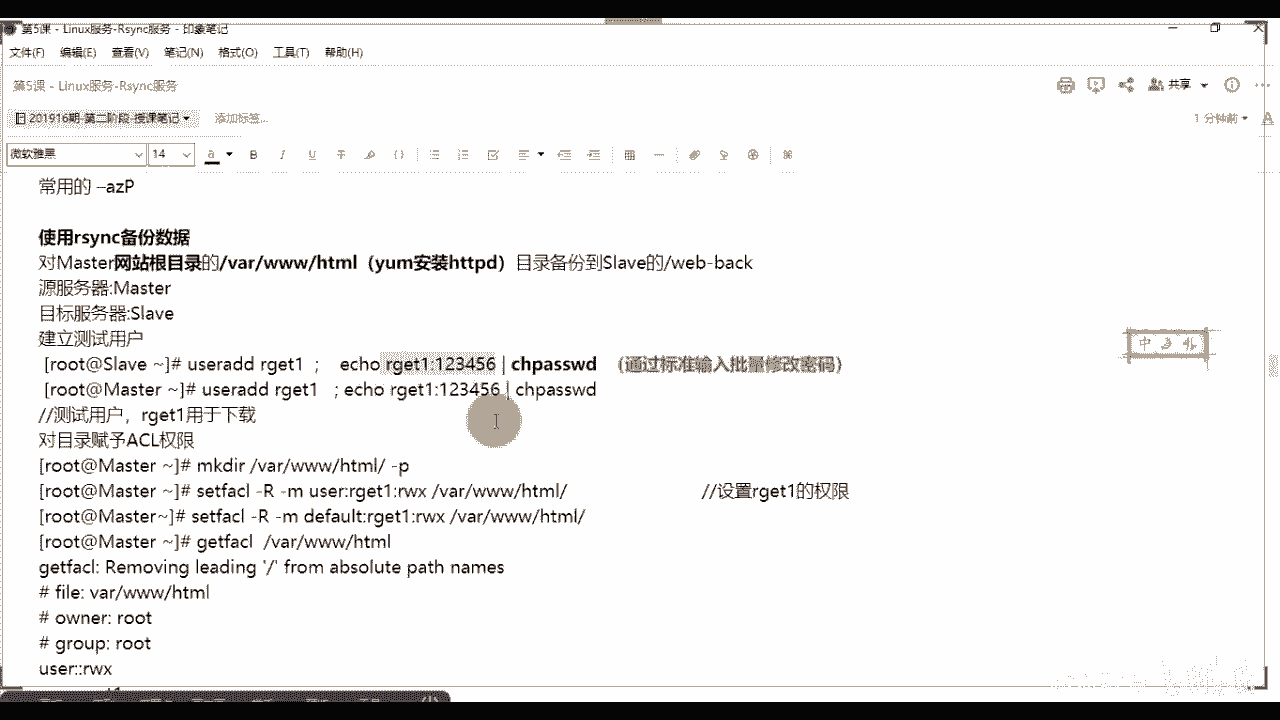 第5课 - Linux服务-Rsync服务 - 印象笔记
文件(F) 编辑(E) 查看(V) 笔记(N) 格式(O) 工具(T) 帮助(H)
第5课 - Linux服务-Rsync服务
共享
201916期-第二阶段-授课笔记
添加标签...
1 分钟前
微软雅黑 14
常用的 –azP
使用rsync备份数据
对Master网站根目录的/var/www/html（yum安装httpd）目录备份到Slave的/web-back
源服务器:Master
目标服务器:Slave
建立测试用户
[root@Slave ~]# useradd rget1 ; echo rget1:123456 | chpasswd （通过标准输入批量修改密码）
[root@Master ~]# useradd rget1 ; echo rget1:123456 | chpasswd
//测试用户，rget1用于下载
对目录赋予ACL权限
[root@Master ~]# mkdir /var/www/html/ -p
[root@Master ~]# setfacl -R -m user:rget1:rwx /var/www/html/ //设置rget1的权限
[root@Master~]# setfacl -R -m default:rget1:rwx /var/www/html/
[root@Master ~]# getfacl /var/www/html
getfacl: Removing leading '/' from absolute path names
# file: var/www/html
# owner: root
# group: root
user::rwx